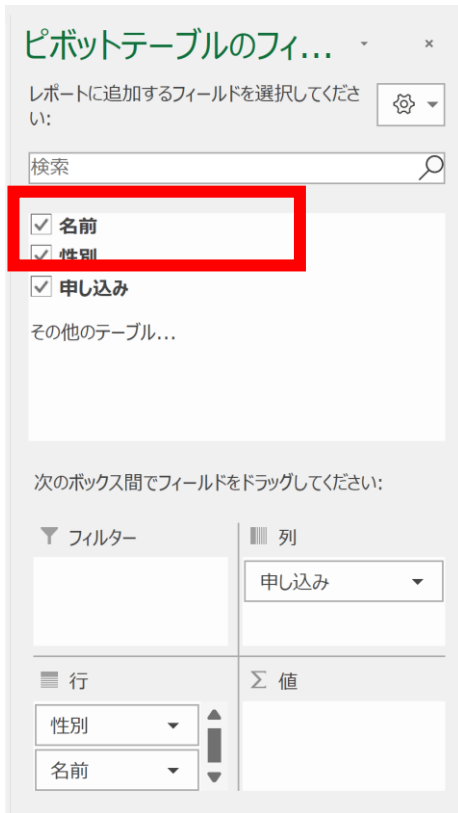 ピボットテーブルのフィ...
レポートに追加するフィールドを選択してくださ
い:
検索
名前
性別
申し込み
その他のテーブル...
次のボックス間でフィールドをドラッグしてください:
フィルター
列
申し込み
行
Σ 値
性別
名前